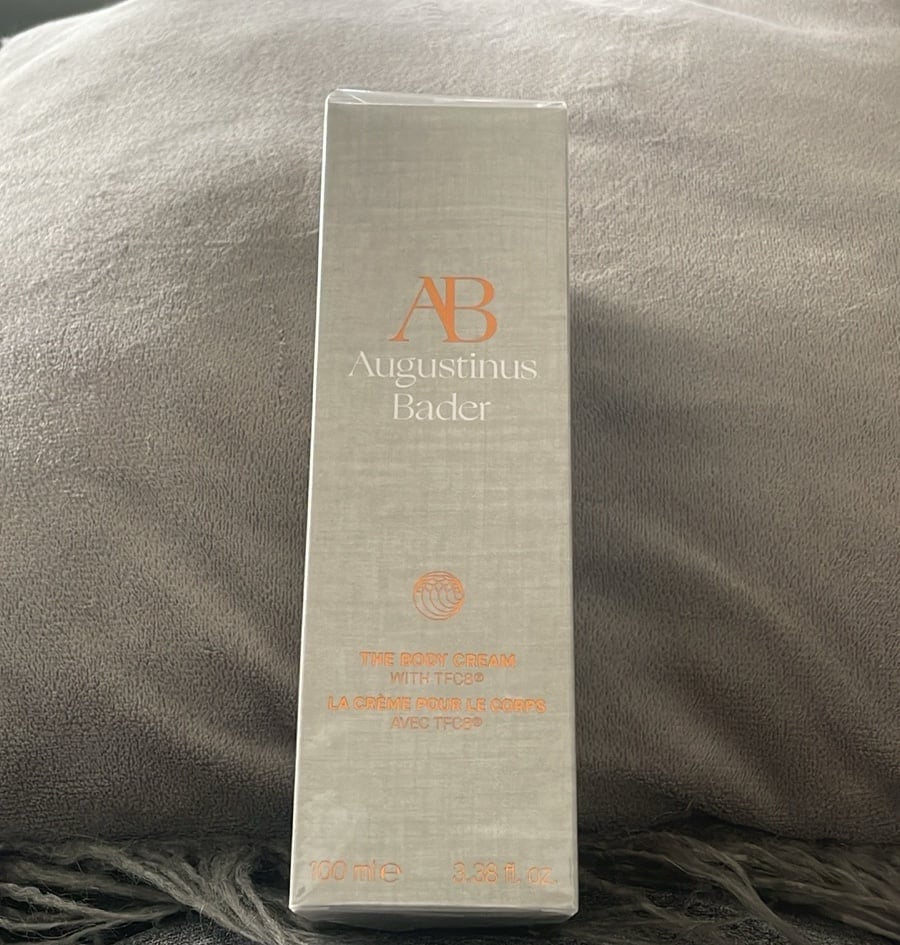 AB
Augustinus
Bader
THE BODY CREAM
WITH TFC8®
LA CRÈME POUR LE CORPS
AVEC TFC8®
100 ml ℮ 3.38 fl. oz.